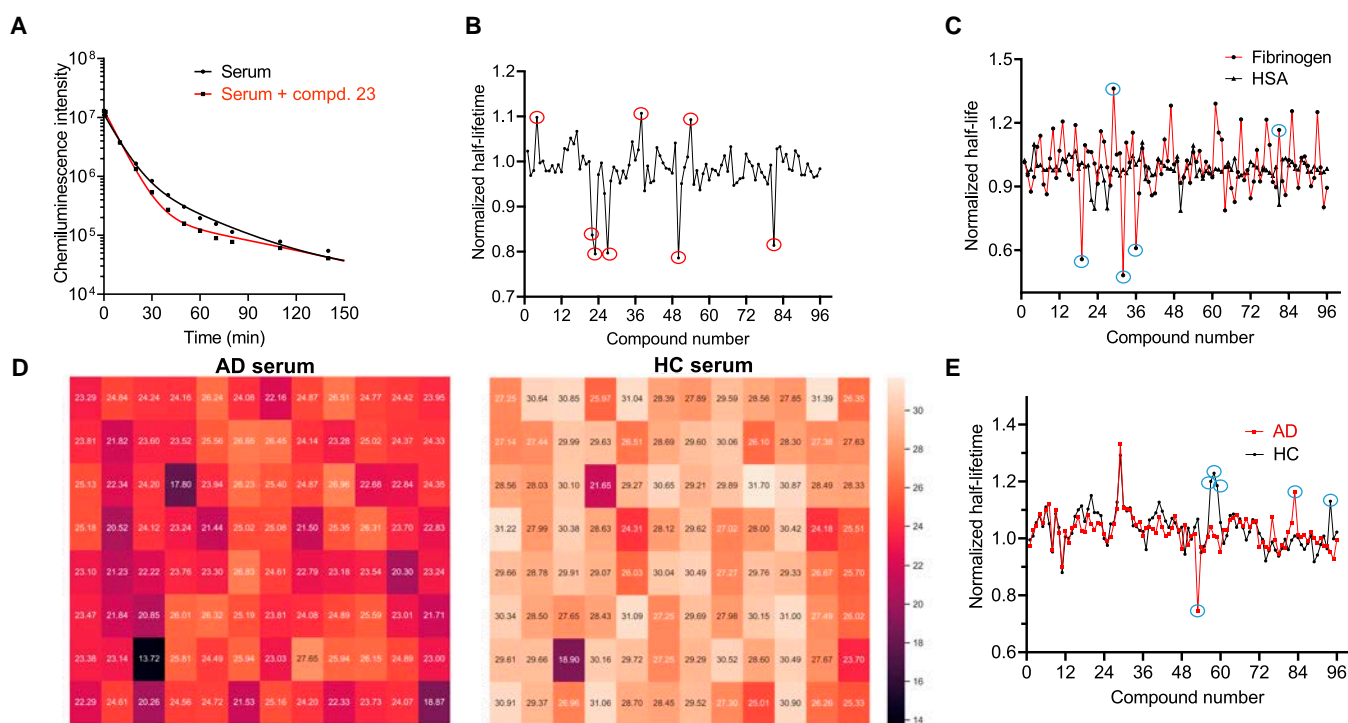 A
B
C
Chemiluminescence intensity
10^8
10^7
10^6
10^5
10^4
Serum
Serum + compd. 23
0 30 60 90 120 150
Time (min)
Normalized half-lifetime
1.2
1.1
1.0
0.9
0.8
0.7
0 12 24 36 48 60 72 84 96
Compound number
Normalized half-life
1.5
1.2
0.9
0.6
Fibrinogen
HSA
0 12 24 36 48 60 72 84 96
Compound number
D
AD serum
23.29 24.84 24.24 24.16 26.24 24.08 22.16 24.87 26.51 24.77 24.42 23.95
23.81 21.82 23.60 23.52 25.56 26.45 24.14 23.28 25.02 24.37 24.33
25.13 22.34 24.20 17.80 23.94 26.23 25.40 24.87 26.96 22.68 22.84 24.35
25.18 20.52 24.12 23.24 21.44 25.02 25.08 21.50 25.35 26.31 23.70 22.83
23.10 21.23 22.22 23.76 23.30 26.83 24.61 22.79 23.18 23.54 20.30 23.24
23.47 21.84 20.85 26.01 26.32 25.19 23.81 24.08 24.89 25.59 23.01 21.71
23.38 23.14 13.72 25.81 24.49 25.94 23.03 27.65 25.94 26.15 24.89 23.00
22.29 24.61 20.26 24.56 24.72 21.53 25.16 24.20 22.33 23.73 24.07 18.87
HC serum
27.25 30.64 30.85 25.97 31.04 28.39 27.89 29.59 28.56 27.85 31.39 26.35
27.14 27.44 29.99 29.63 26.51 28.69 29.60 30.06 26.10 28.30 27.38 27.63
28.56 28.03 30.10 21.65 29.27 30.65 29.21 29.89 31.70 30.87 28.49 28.33
31.22 27.99 30.38 28.63 24.31 28.12 29.62 27.02 28.00 30.42 24.18 25.51
29.66 28.78 29.91 29.07 26.03 30.04 30.49 27.27 29.76 29.33 26.67 25.70
30.34 28.50 27.65 28.43 31.09 26.25 29.07 29.98 30.15 31.00 27.49 26.02
29.61 29.66 18.90 30.16 29.72 27.25 29.29 30.52 28.60 30.49 27.67 23.70
30.91 29.37 26.96 31.06 28.70 28.45 29.52 27.30 25.01 30.90 26.26 25.33
30
28
26
24
22
20
18
16
14
E
Normalized half-lifetime
1.4
1.2
1.0
0.8
0.6
AD
HC
0 12 24 36 48 60 72 84 96
Compound number